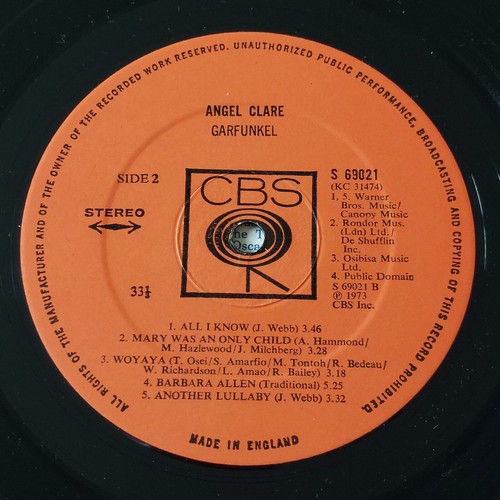 ALL RIGHTS OF THE MANUFACTURER AND OF THE OWNER OF THE RECORDED WORK RESERVED. UNAUTHORIZED PUBLIC PERFORMANCE, BROADCASTING AND COPYING OF THIS RECORD PROHIBITED.
ANGEL CLARE
GARFUNKEL
SIDE 2
STEREO
33⅓
CBS
he T
Osca
S 69021
(KC 31474)
1, 5. Warner
Bros. Music/
Canopy Music
2. Rondor Mus.
(Ldn) Ltd./
De Shufflin
Inc.
3. Osibisa Music
Ltd.
4. Public Domain
S 69021 B
℗ 1973
CBS Inc.
1. ALL I KNOW (J. Webb) 3.46
2. MARY WAS AN ONLY CHILD (A. Hammond/
M. Hazlewood/J. Milchberg) 3.28
3. WOYAYA (T. Osei/S. Amarfio/M. Tontoh/R. Bedeau/
W. Richardson/L. Amao/R. Bailey) 3.18
4. BARBARA ALLEN (Traditional) 5.25
5. ANOTHER LULLABY (J. Webb) 3.32
MADE IN ENGLAND